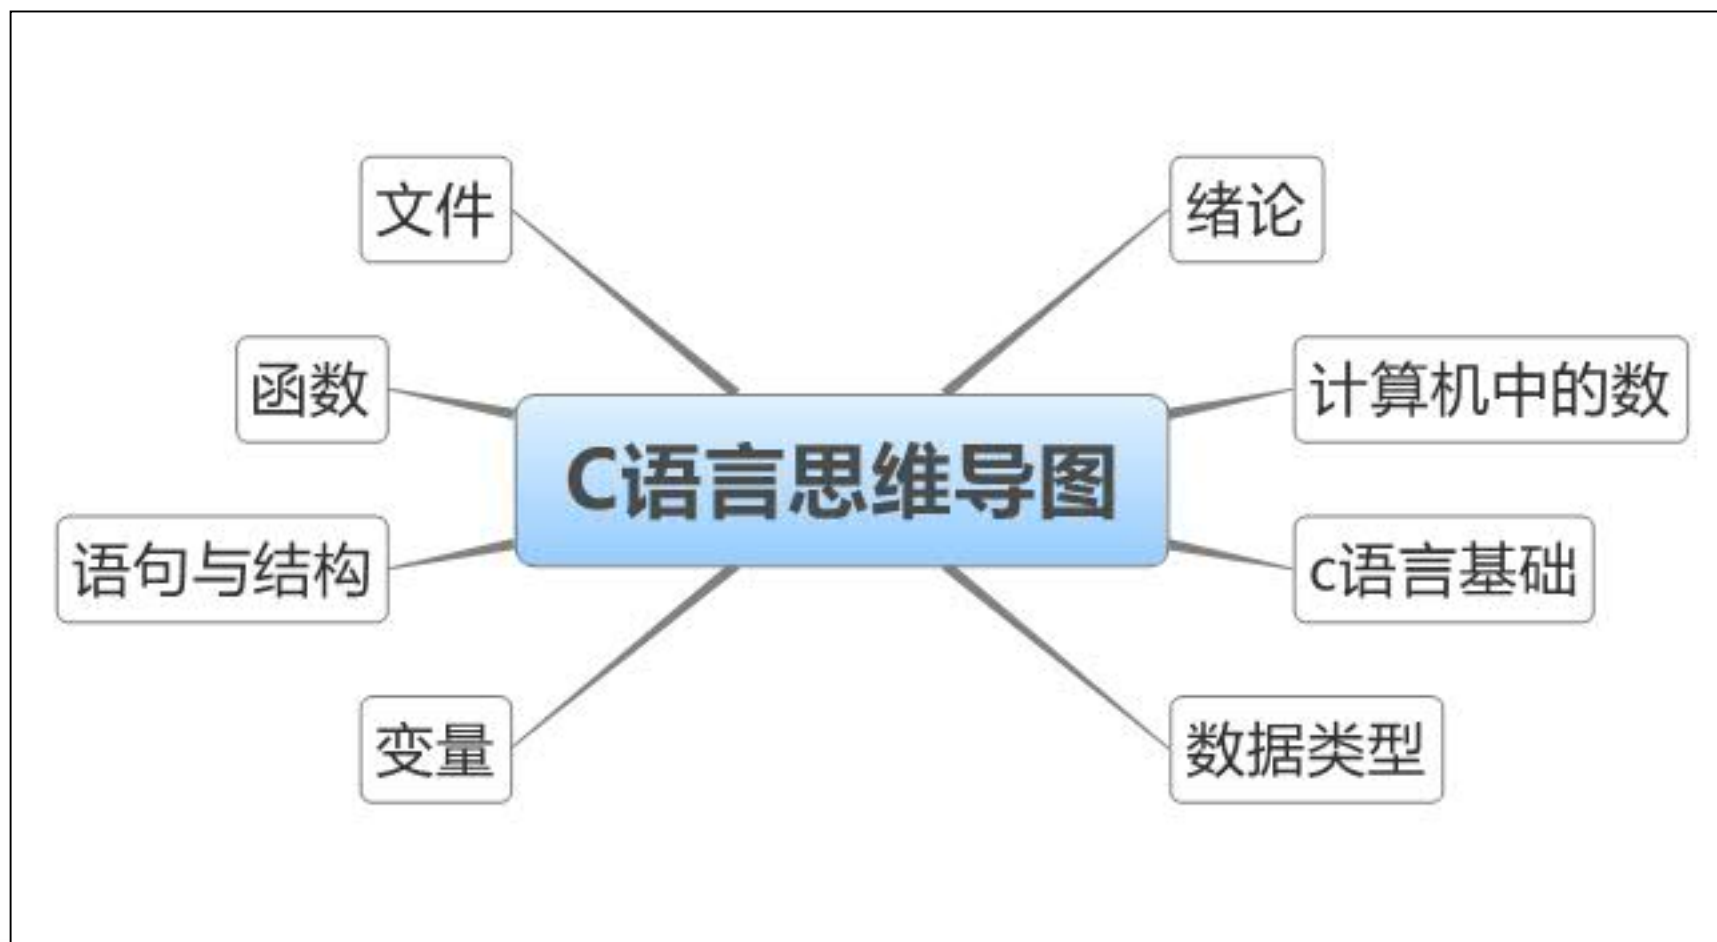 文件
绪论
函数
计算机中的数
C语言思维导图
语句与结构
c语言基础
变量
数据类型